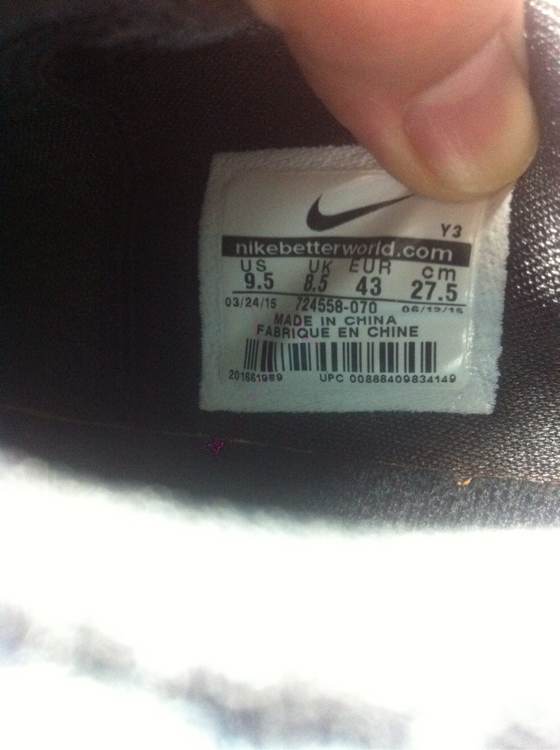 Y3
nikebetterworld.com
US UK EUR cm
9.5 8.5 43 27.5
03/24/15 724558-070 06/12/15
MADE IN CHINA
FABRIQUE EN CHINE
201661989 UPC 00888409834149